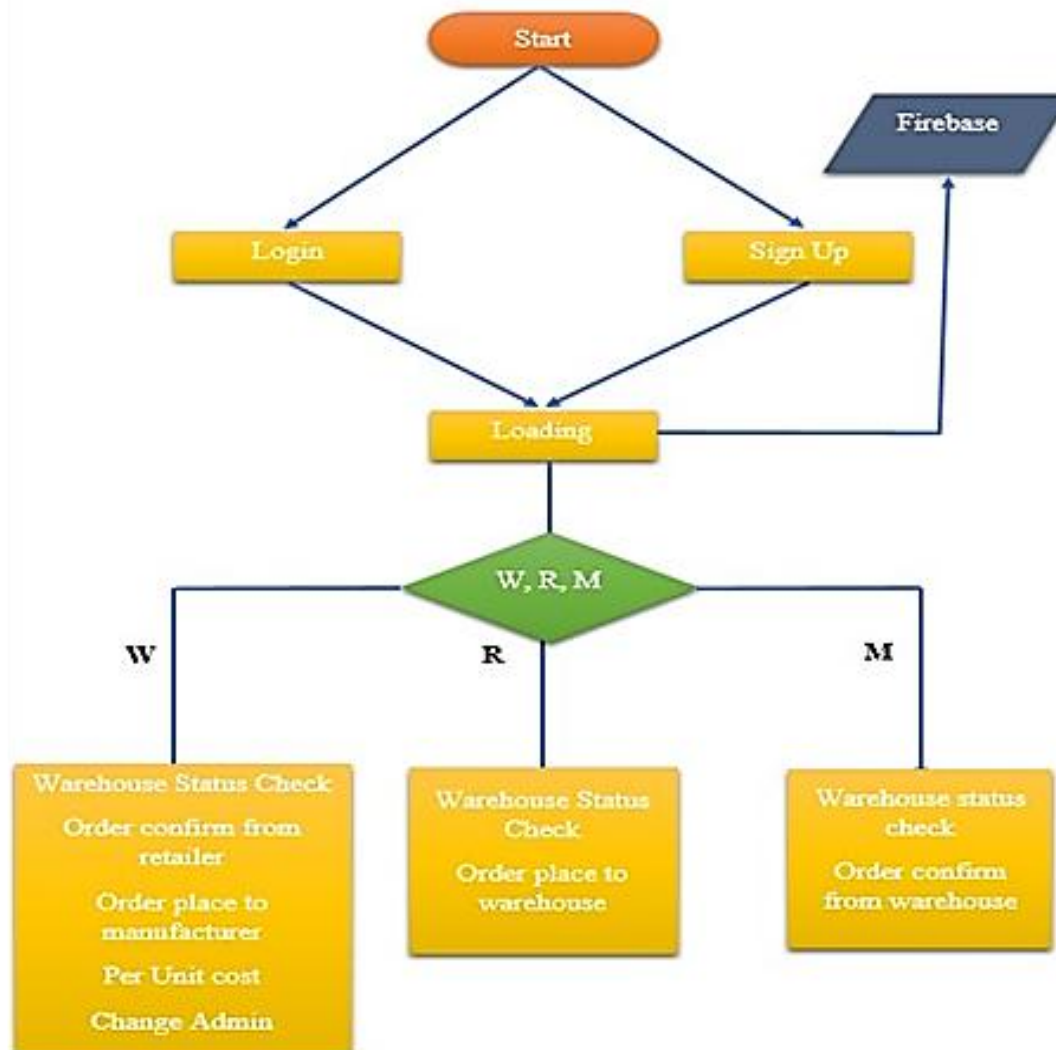 Start
Firebase
Login
Sign Up
Loading
W, R, M
W
R
M
Warehouse Status Check
Order confirm from
retailer
Order place to
manufacturer
Per Unit cost
Change Admin
Warehouse Status
Check
Order place to
warehouse
Warehouse status
check
Order confirm
from warehouse